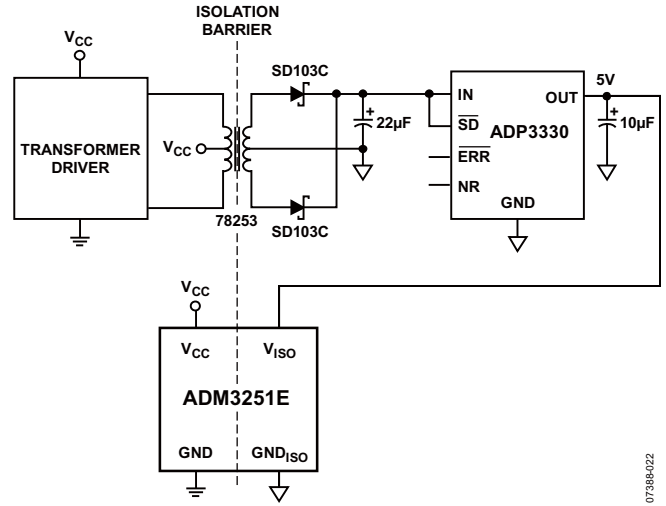 ISOLATION
BARRIER
VCC
SD103C
5V
IN
OUT
22µF
SD
ADP3330
10µF
TRANSFORMER
DRIVER
VCC
ERR
NR
GND
78253
SD103C
VCC
VCC
VISO
ADM3251E
GND
GNDISO
07388-022
+
+